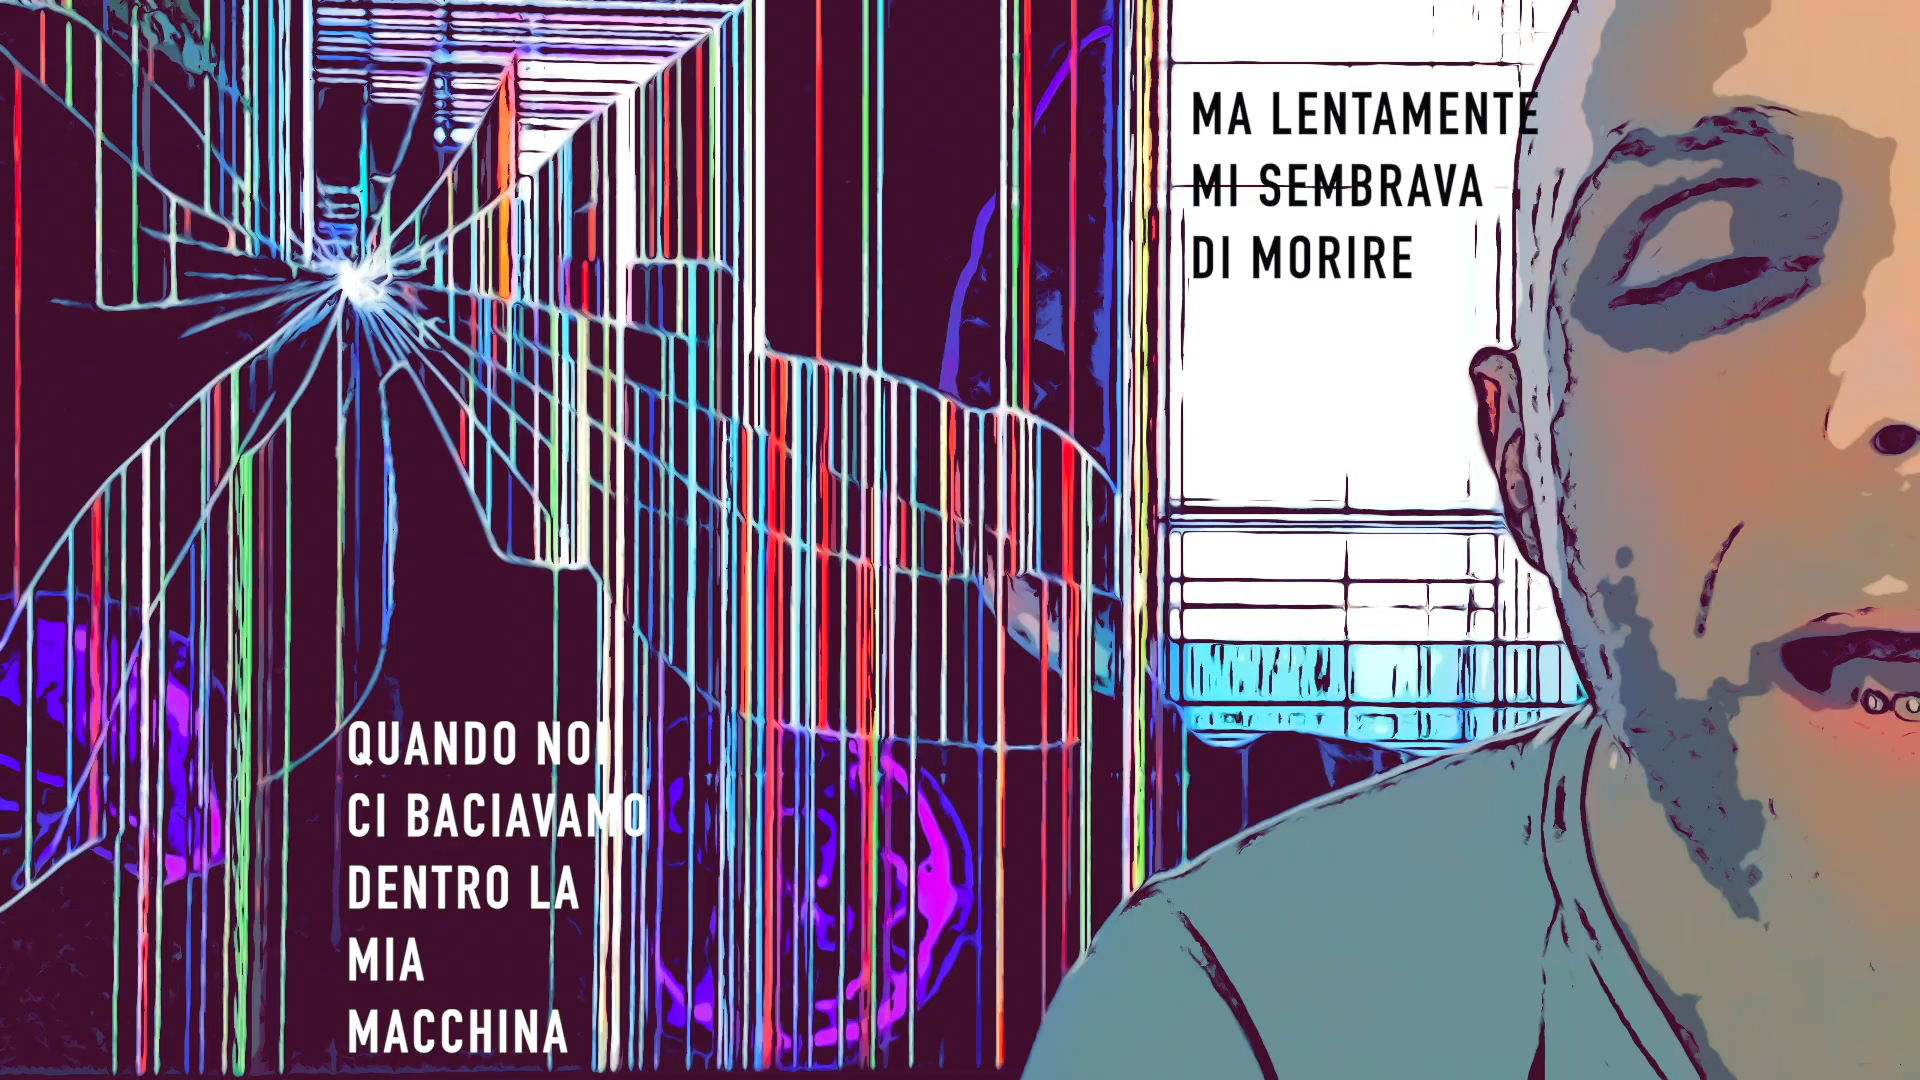 MA LENTAMENTE
MI SEMBRAVA
DI MORIRE
QUANDO NOI
CI BACIAVAMO
DENTRO LA
MIA
MACCHINA